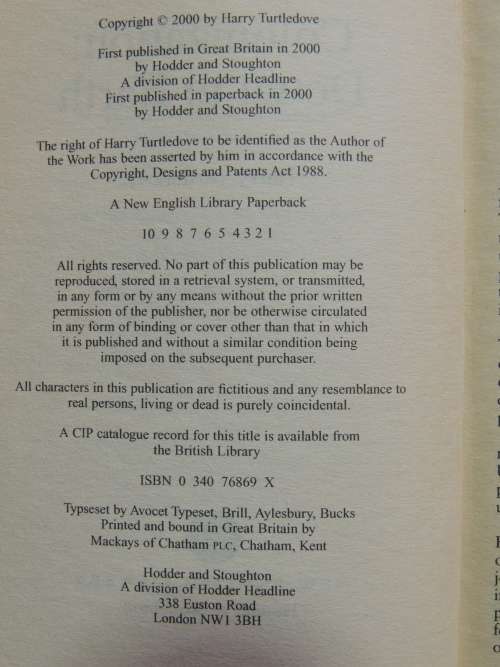 Copyright © 2000 by Harry Turtledove
First published in Great Britain in 2000
by Hodder and Stoughton
A division of Hodder Headline
First published in paperback in 2000
by Hodder and Stoughton
The right of Harry Turtledove to be identified as the Author of
the Work has been asserted by him in accordance with the
Copyright, Designs and Patents Act 1988.
A New English Library Paperback
10 9 8 7 6 5 4 3 2 1
All rights reserved. No part of this publication may be
reproduced, stored in a retrieval system, or transmitted,
in any form or by any means without the prior written
permission of the publisher, nor be otherwise circulated
in any form of binding or cover other than that in which
it is published and without a similar condition being
imposed on the subsequent purchaser.
All characters in this publication are fictitious and any resemblance to
real persons, living or dead is purely coincidental.
A CIP catalogue record for this title is available from
the British Library
ISBN 0 340 76869 X
Typseset by Avocet Typeset, Brill, Aylesbury, Bucks
Printed and bound in Great Britain by
Mackays of Chatham PLC, Chatham, Kent
Hodder and Stoughton
A division of Hodder Headline
338 Euston Road
London NW1 3BH